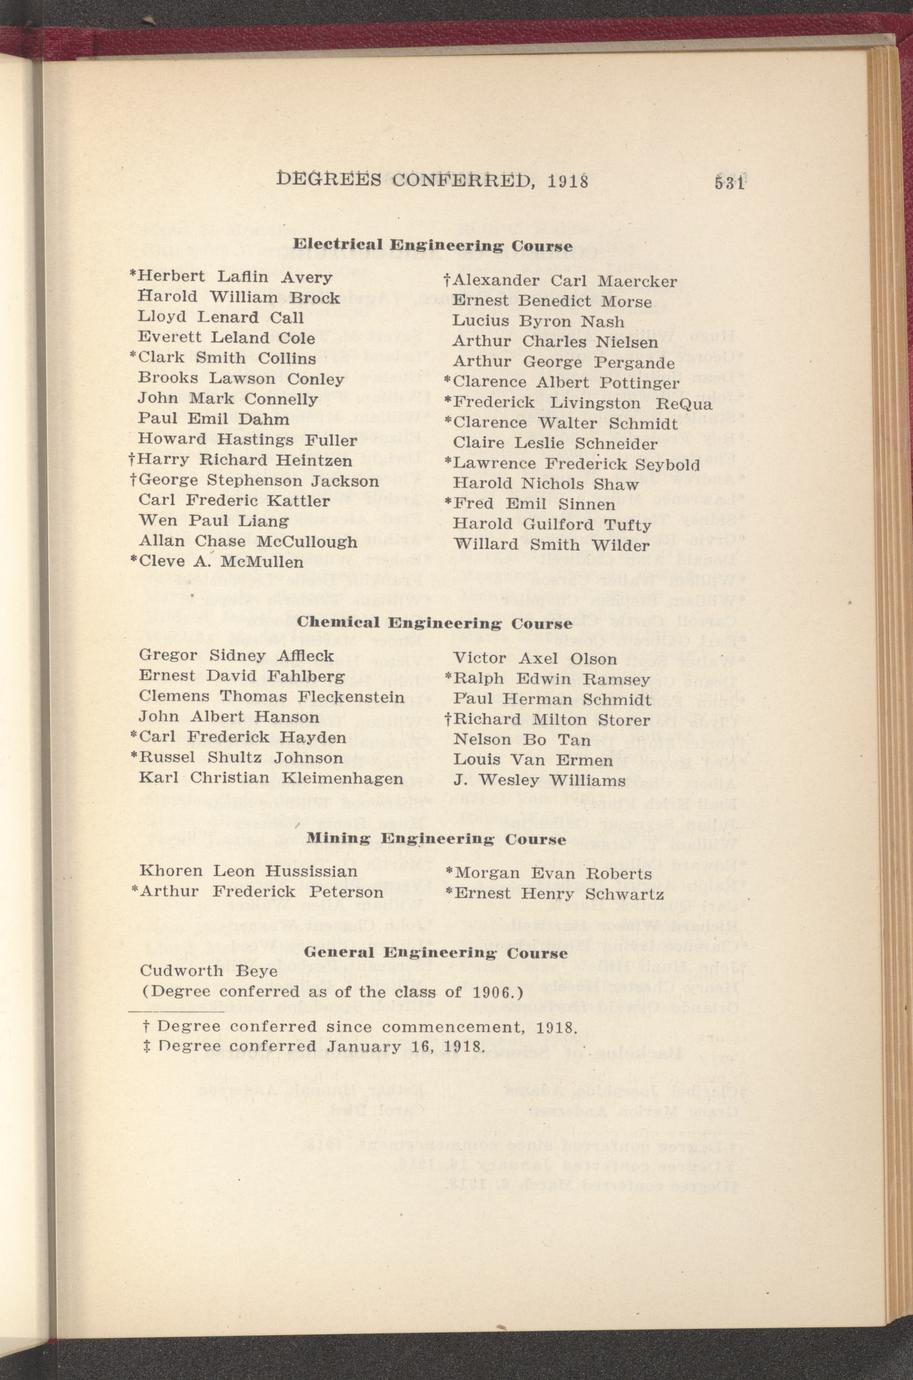 DEGREES CONFERRED, 1918 531
Electrical Engineering Course
*Herbert Laflin Avery
Harold William Brock
Lloyd Lenard Call
Everett Leland Cole
*Clark Smith Collins
Brooks Lawson Conley
John Mark Connelly
Paul Emil Dahm
Howard Hastings Fuller
†Harry Richard Heintzen
†George Stephenson Jackson
Carl Frederic Kattler
Wen Paul Liang
Allan Chase McCullough
*Cleve A. McMullen
†Alexander Carl Maercker
Ernest Benedict Morse
Lucius Byron Nash
Arthur Charles Nielsen
Arthur George Pergande
*Clarence Albert Pottinger
*Frederick Livingston ReQua
*Clarence Walter Schmidt
Claire Leslie Schneider
*Lawrence Frederick Seybold
Harold Nichols Shaw
*Fred Emil Sinnen
Harold Guilford Tufty
Willard Smith Wilder
Chemical Engineering Course
Gregor Sidney Affleck
Ernest David Fahlberg
Clemens Thomas Fleckenstein
John Albert Hanson
*Carl Frederick Hayden
*Russel Shultz Johnson
Karl Christian Kleimenhagen
Victor Axel Olson
*Ralph Edwin Ramsey
Paul Herman Schmidt
†Richard Milton Storer
Nelson Bo Tan
Louis Van Ermen
J. Wesley Williams
Mining Engineering Course
Khoren Leon Hussissian
*Arthur Frederick Peterson
*Morgan Evan Roberts
*Ernest Henry Schwartz
General Engineering Course
Cudworth Beye
(Degree conferred as of the class of 1906.)
† Degree conferred since commencement, 1918.
‡ Degree conferred January 16, 1918.